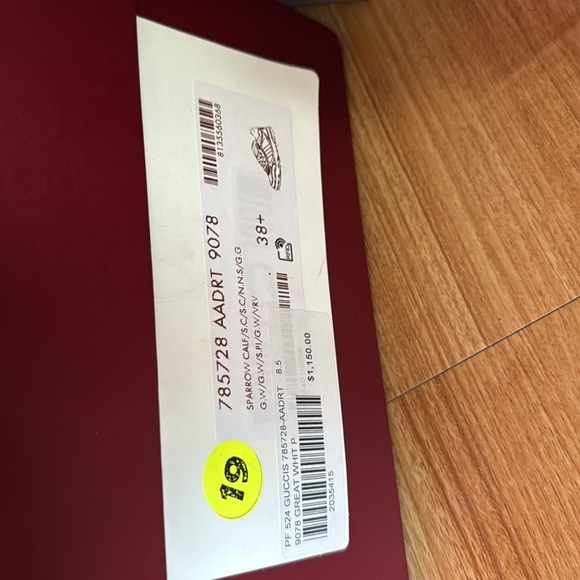 8135560368
785728 AADRT 9078
SPARROW CALF/S.C/S.C/N.N.S/G.G
G.W/G.W/S.PI/G.W/VRV
38+
19
PF 524 GUCCIS 785728-AADRT 8.5
9078 GREAT WHIT P
$1,150.00
2035415